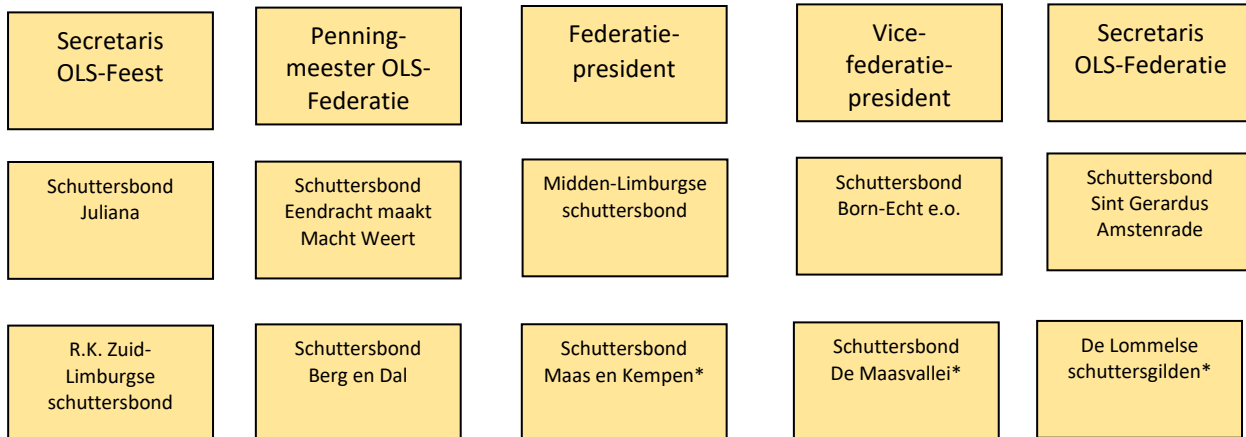 Secretaris
OLS-Feest
Penning-
meester OLS-
Federatie
Federatie-
president
Vice-
federatie-
president
Secretaris
OLS-Federatie
Schuttersbond
Juliana
Schuttersbond
Eendracht maakt
Macht Weert
Midden-Limburgse
schuttersbond
Schuttersbond
Born-Echt e.o.
Schuttersbond
Sint Gerardus
Amstenrade
R.K. Zuid-
Limburgse
schuttersbond
Schuttersbond
Berg en Dal
Schuttersbond
Maas en Kempen*
Schuttersbond
De Maasvallei*
De Lommelse
schuttersgilden*